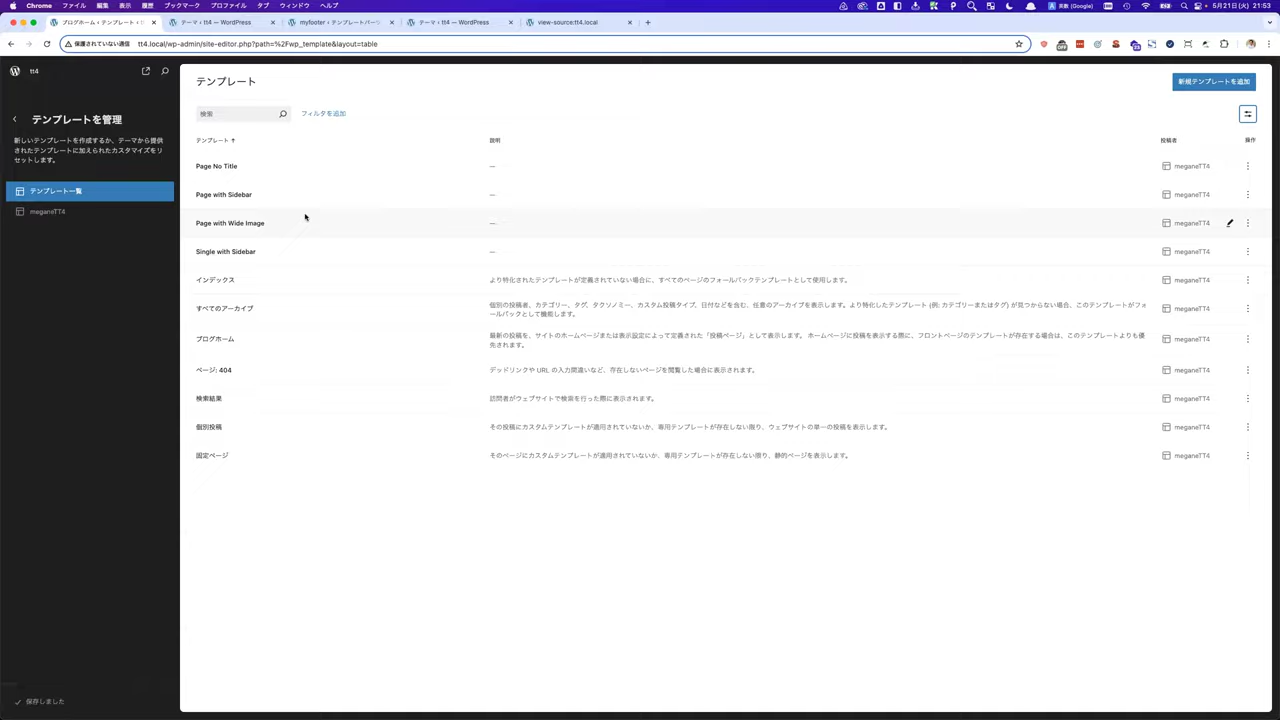 Chrome ファイル 編集 表示 履歴 ブックマーク プロファイル タブ ウィンドウ ヘルプ 英数 (Google) 5月21日(火) 21:53
ブログホーム ‹ テンプレート ‹ tt テーマ ‹ tt4 — WordPress myfooter ‹ テンプレートパーツ テーマ ‹ tt4 — WordPress view-source:tt4.local
保護されていない通信 tt4.local/wp-admin/site-editor.php?path=%2Fwp_template&layout=table
tt4
テンプレートを管理
新しいテンプレートを作成するか、テーマから提供
されたテンプレートに加えられたカスタマイズをリ
セットします。
テンプレート一覧
meganeTT4
保存しました
テンプレート
新規テンプレートを追加
検索
フィルタを追加
テンプレート ↑ 説明 投稿者 操作
Page No Title — meganeTT4
Page with Sidebar — meganeTT4
Page with Wide Image — meganeTT4
Single with Sidebar — meganeTT4
インデックス より特化されたテンプレートが定義されていない場合に、すべてのページのフォールバックテンプレートとして使用します。 meganeTT4
すべてのアーカイブ 個別の投稿者、カテゴリー、タグ、タクソノミー、カスタム投稿タイプ、日付などを含む、任意のアーカイブを表示します。より特化したテンプレート (例: カテゴリーまたはタグ) が見つからない場合、このテンプレートがフォ
ールバックとして機能します。 meganeTT4
ブログホーム 最新の投稿を、サイトのホームページまたは表示設定によって定義された「投稿ページ」として表示します。 ホームページに投稿を表示する際に、フロントページのテンプレートが存在する場合は、このテンプレートよりも優
先されます。 meganeTT4
ページ: 404 デッドリンクや URL の入力間違いなど、存在しないページを閲覧した場合に表示されます。 meganeTT4
検索結果 訪問者がウェブサイトで検索を行った際に表示されます。 meganeTT4
個別投稿 その投稿にカスタムテンプレートが適用されていないか、専用テンプレートが存在しない限り、ウェブサイトの単一の投稿を表示します。 meganeTT4
固定ページ そのページにカスタムテンプレートが適用されていないか、専用テンプレートが存在しない限り、静的ページを表示します。 meganeTT4